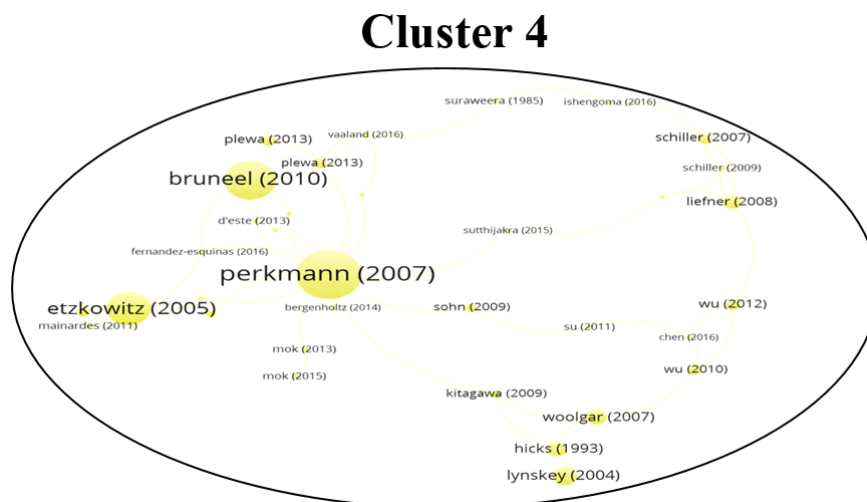 Cluster 4
suraweera (1985)
ishengoma (2016)
plewa (2013)
vaaland (2016)
schiller (2007)
plewa (2013)
schiller (2009)
bruneel (2010)
liefner (2008)
d'este (2013)
sutthijakra (2015)
fernandez-esquinas (2016)
perkmann (2007)
etzkowitz (2005)
bergenholtz (2014)
sohn (2009)
wu (2012)
mainardes (2011)
su (2011)
chen (2016)
mok (2013)
wu (2010)
mok (2015)
kitagawa (2009)
woolgar (2007)
hicks (1993)
lynskey (2004)